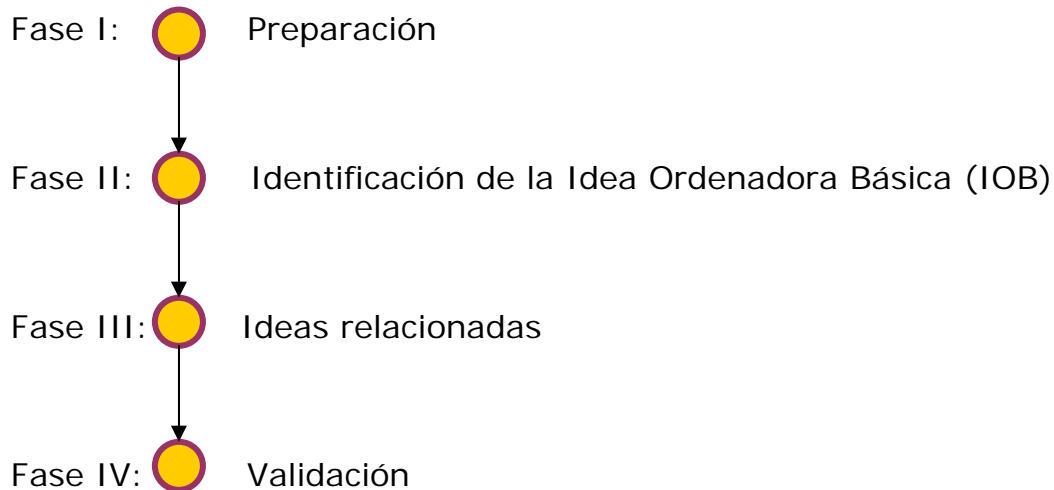 Fase I: Preparación
Fase II: Identificación de la Idea Ordenadora Básica (IOB)
Fase III: Ideas relacionadas
Fase IV: Validación